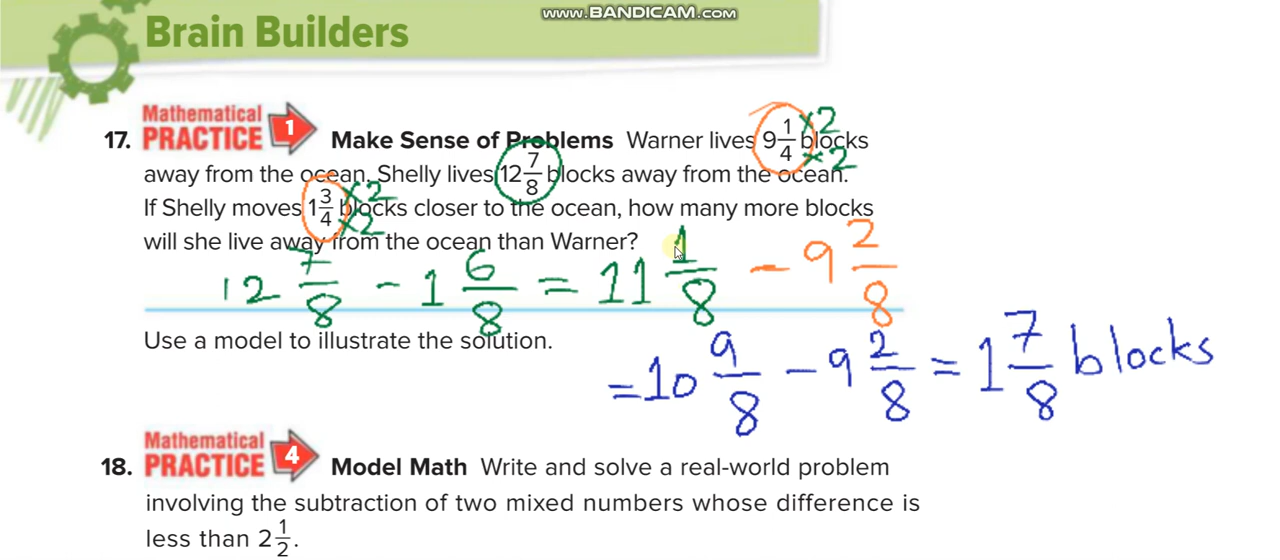 www.BANDICAM.com
Brain Builders
Mathematical
17. PRACTICE 1 Make Sense of Problems Warner lives 9 1/4 blocks ×2 ×2
away from the ocean. Shelly lives 12 7/8 blocks away from the ocean.
If Shelly moves 1 3/4 blocks closer to the ocean, how many more blocks ×2 ×2
will she live away from the ocean than Warner?
12 7/8 - 1 6/8 = 11 1/8 - 9 2/8
Use a model to illustrate the solution.
= 10 9/8 - 9 2/8 = 1 7/8 blocks
Mathematical
18. PRACTICE 4 Model Math Write and solve a real-world problem
involving the subtraction of two mixed numbers whose difference is
less than 2 1/2.